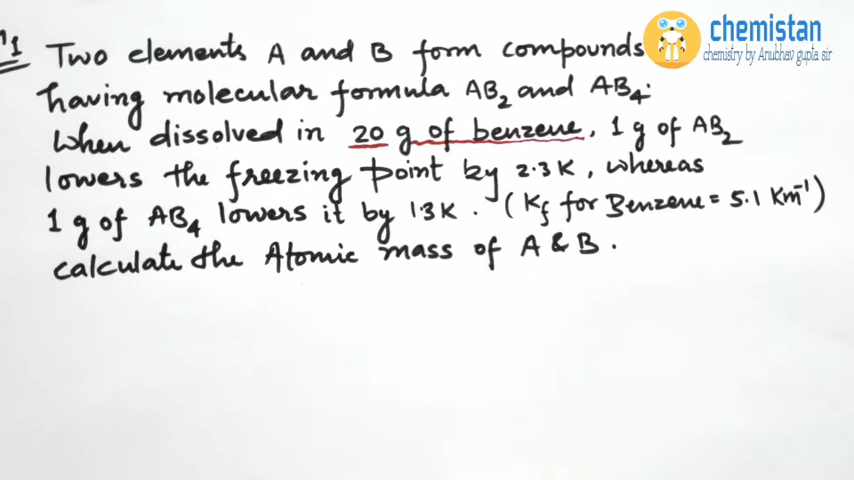 1 Two elements A and B form compounds
having molecular formula AB2 and AB4.
When dissolved in 20 g of benzene, 1 g of AB2
lowers the freezing point by 2.3 K, whereas
1 g of AB4 lowers it by 1.3 K. (Kf for Benzene = 5.1 Km⁻¹)
calculate the Atomic mass of A & B.
chemistan
chemistry by Anubhav gupta sir